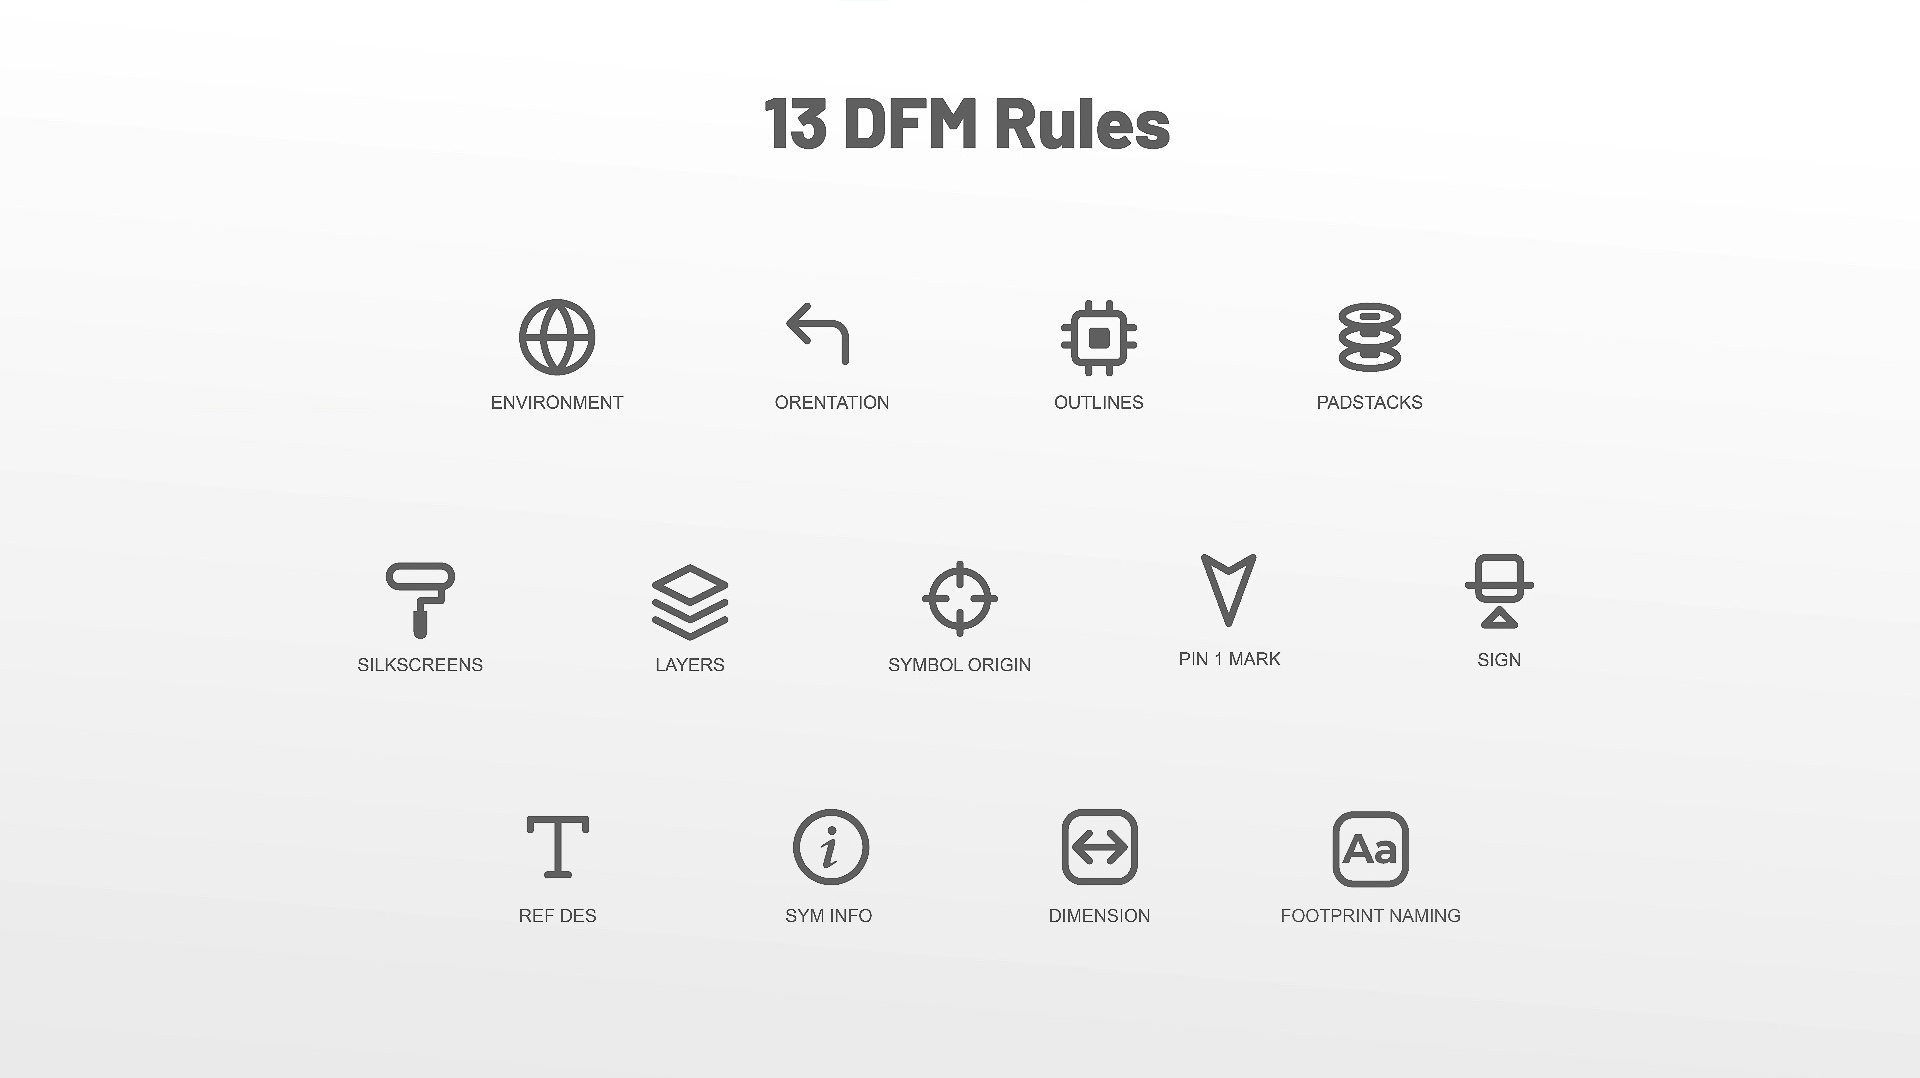 13 DFM Rules
ENVIRONMENT
ORENTATION
OUTLINES
PADSTACKS
SILKSCREENS
LAYERS
SYMBOL ORIGIN
PIN 1 MARK
SIGN
T
REF DES
i
SYM INFO
DIMENSION
Aa
FOOTPRINT NAMING